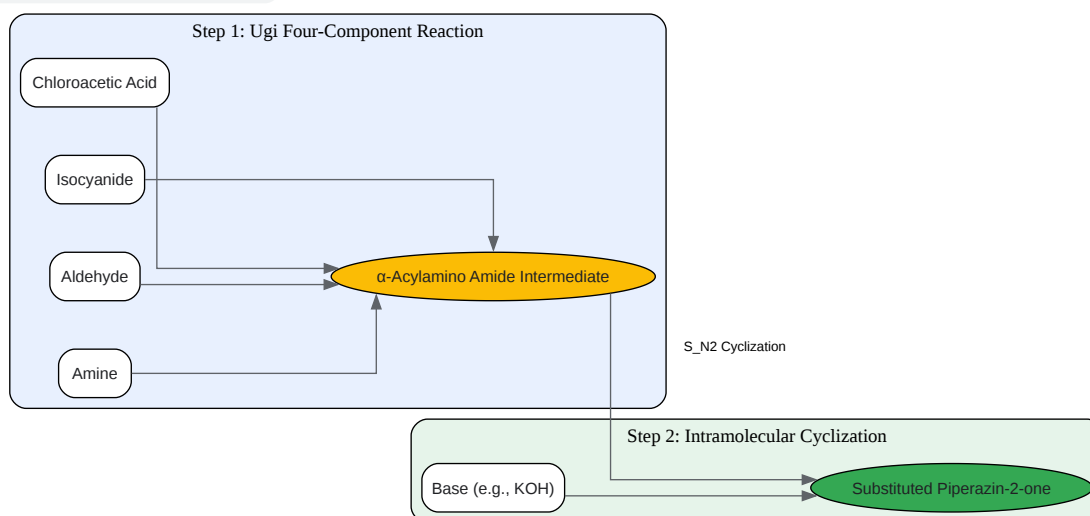 Step 1: Ugi Four-Component Reaction
Chloroacetic Acid
Isocyanide
Aldehyde
α-Acylamino Amide Intermediate
Amine
S_N2 Cyclization
Step 2: Intramolecular Cyclization
Base (e.g., KOH)
Substituted Piperazin-2-one